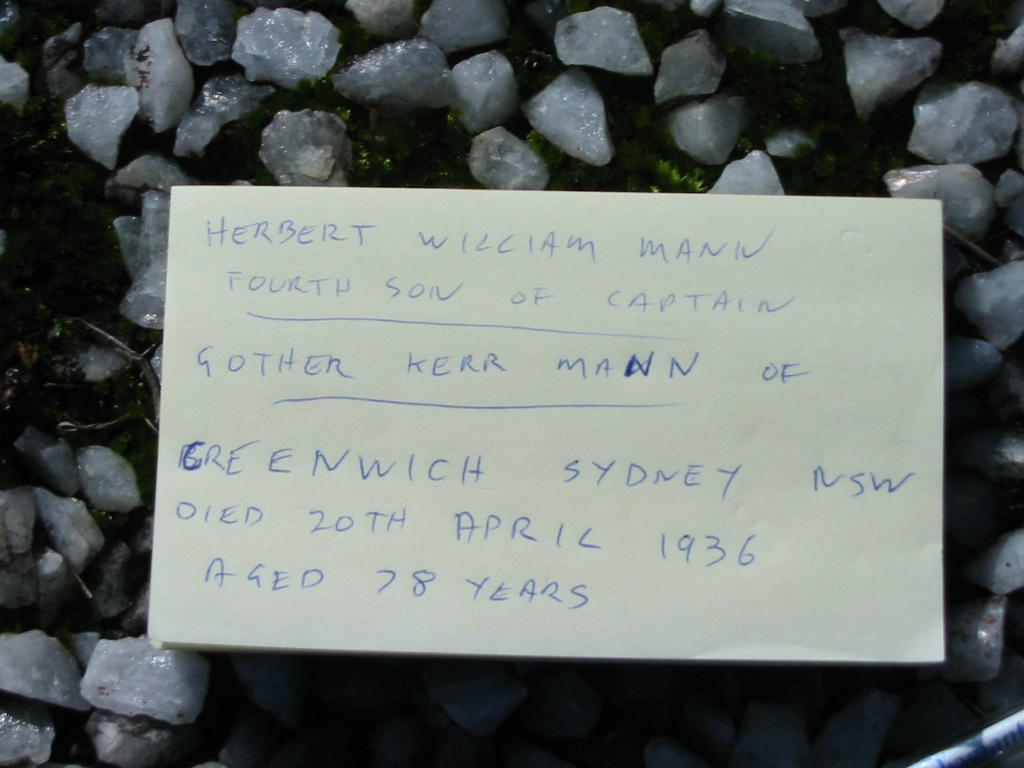 HERBERT WILLIAM MANN
FOURTH SON OF CAPTAIN
GOTHER KERR MANN OF
GREENWICH SYDNEY NSW
DIED 20TH APRIL 1936
AGED 78 YEARS